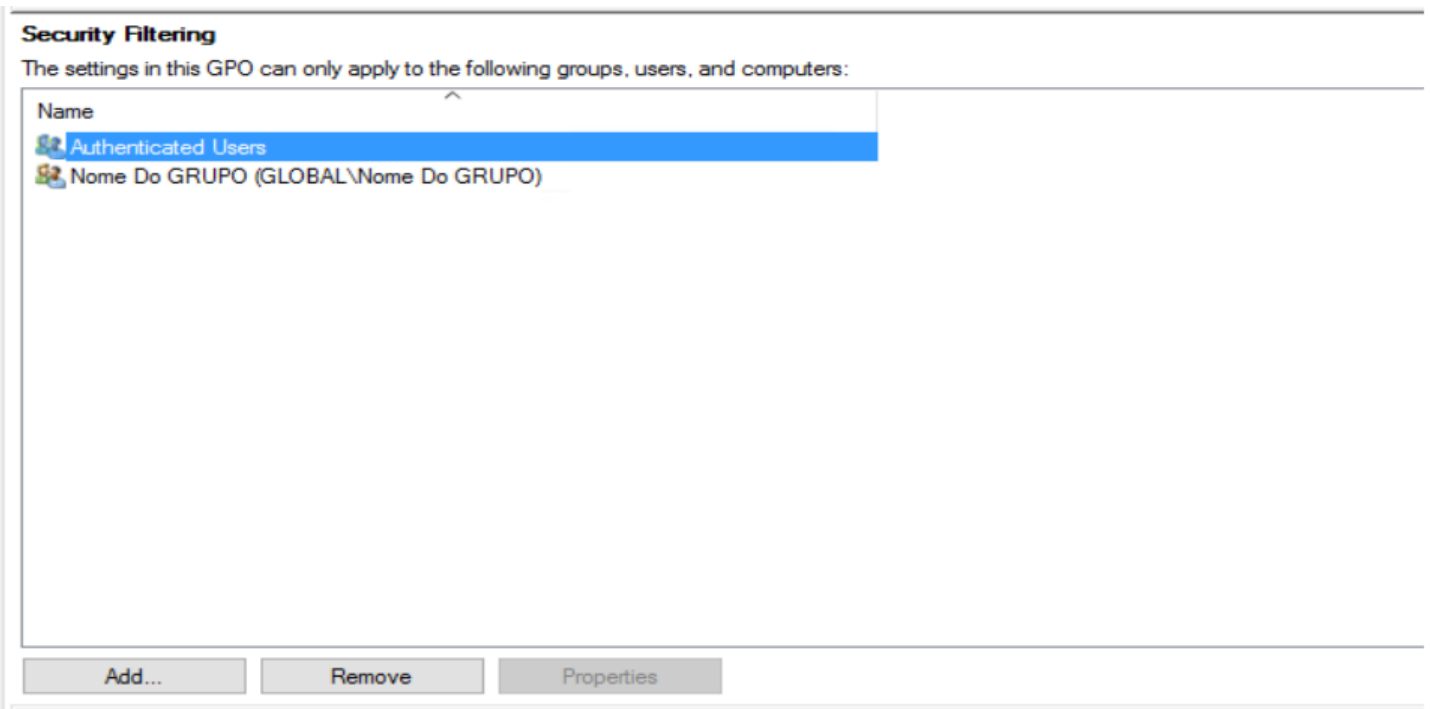 Security Filtering
The settings in this GPO can only apply to the following groups, users, and computers:
Name
Authenticated Users
Nome Do GRUPO (GLOBAL\Nome Do GRUPO)
Add... Remove Properties